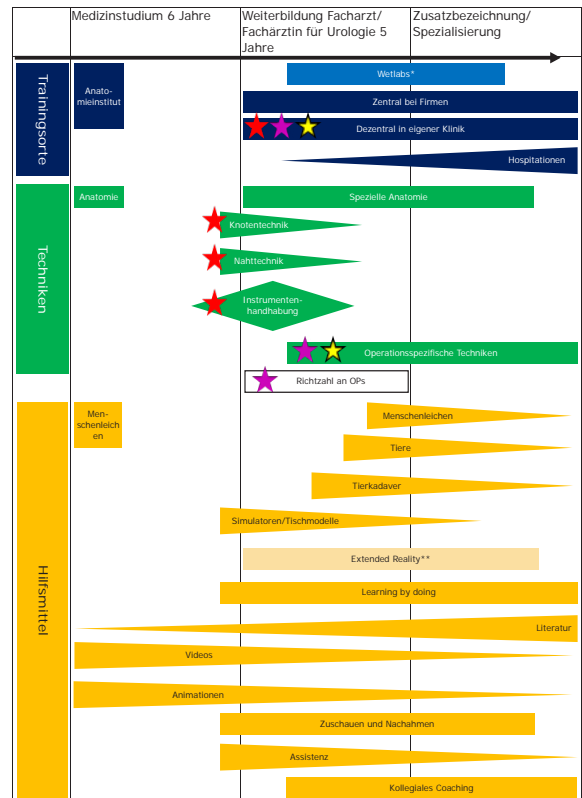 Medizinstudium 6 Jahre
Weiterbildung Facharzt/
Fachärztin für Urologie 5
Jahre
Zusatzbezeichnung/
Spezialisierung
Trainingsorte
Anato-
mieinstitut
Wetlabs*
Zentral bei Firmen
Dezentral in eigener Klinik
Hospitationen
Techniken
Anatomie
Spezielle Anatomie
Knotentechnik
Nahttechnik
Instrumenten-
handhabung
Operationsspezifische Techniken
Richtzahl an OPs
Hilfsmittel
Men-
schenleich
en
Menschenleichen
Tiere
Tierkadaver
Simulatoren/Tischmodelle
Extended Reality**
Learning by doing
Literatur
Videos
Animationen
Zuschauen und Nachahmen
Assistenz
Kollegiales Coaching